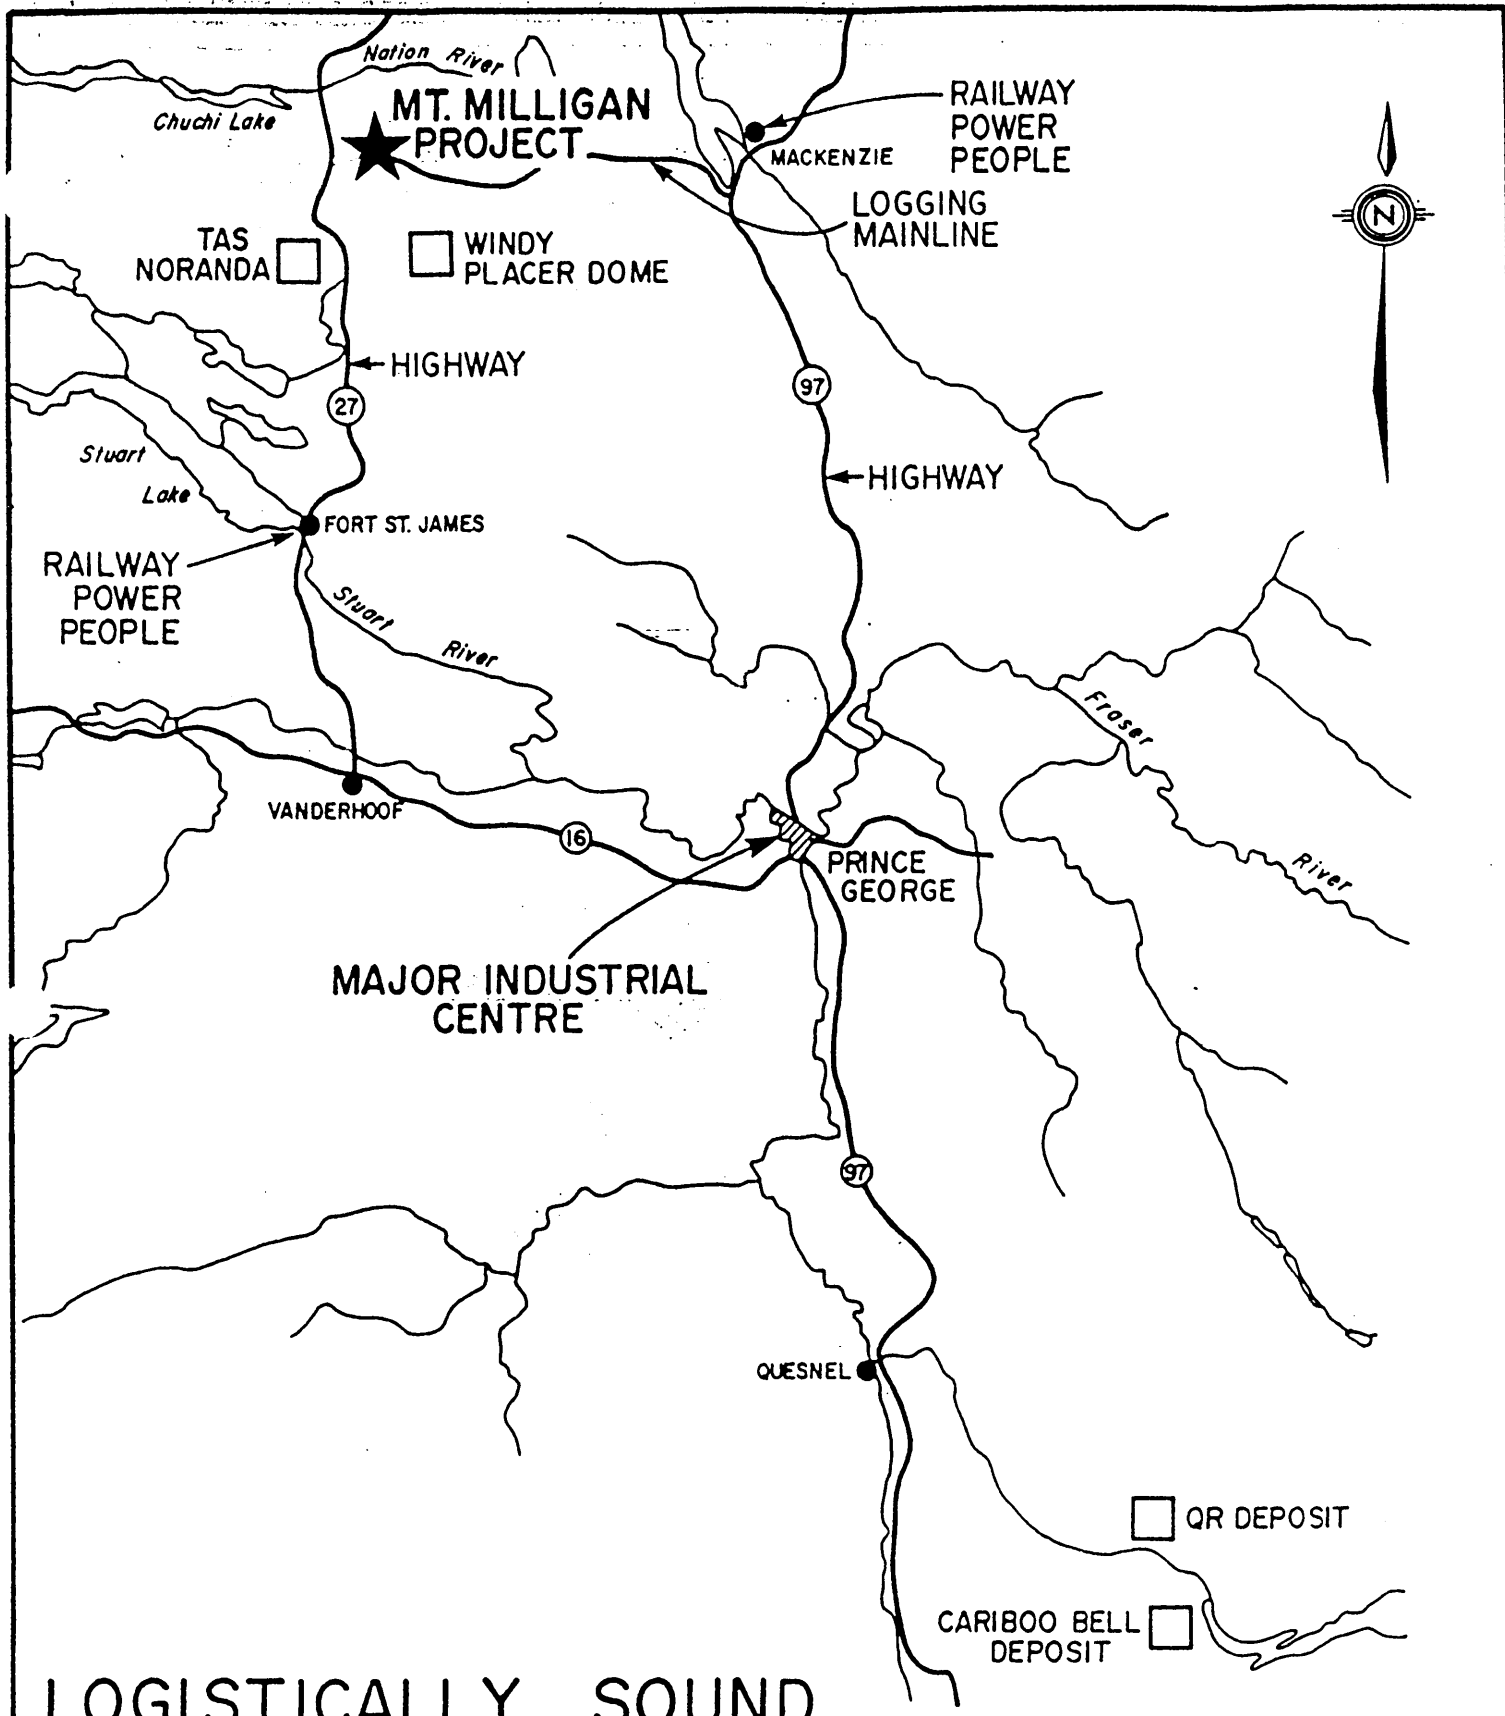 Nation River
Chuchi Lake
MT. MILLIGAN
PROJECT
RAILWAY
POWER
PEOPLE
MACKENZIE
LOGGING
MAINLINE
N
TAS
NORANDA
WINDY
PLACER DOME
HIGHWAY
27
97
HIGHWAY
Stuart
Lake
FORT ST. JAMES
RAILWAY
POWER
PEOPLE
Stuart River
Fraser
River
VANDERHOOF
16
PRINCE
GEORGE
MAJOR INDUSTRIAL
CENTRE
97
QUESNEL
QR DEPOSIT
CARIBOO BELL
DEPOSIT
LOGISTICALLY SOUND